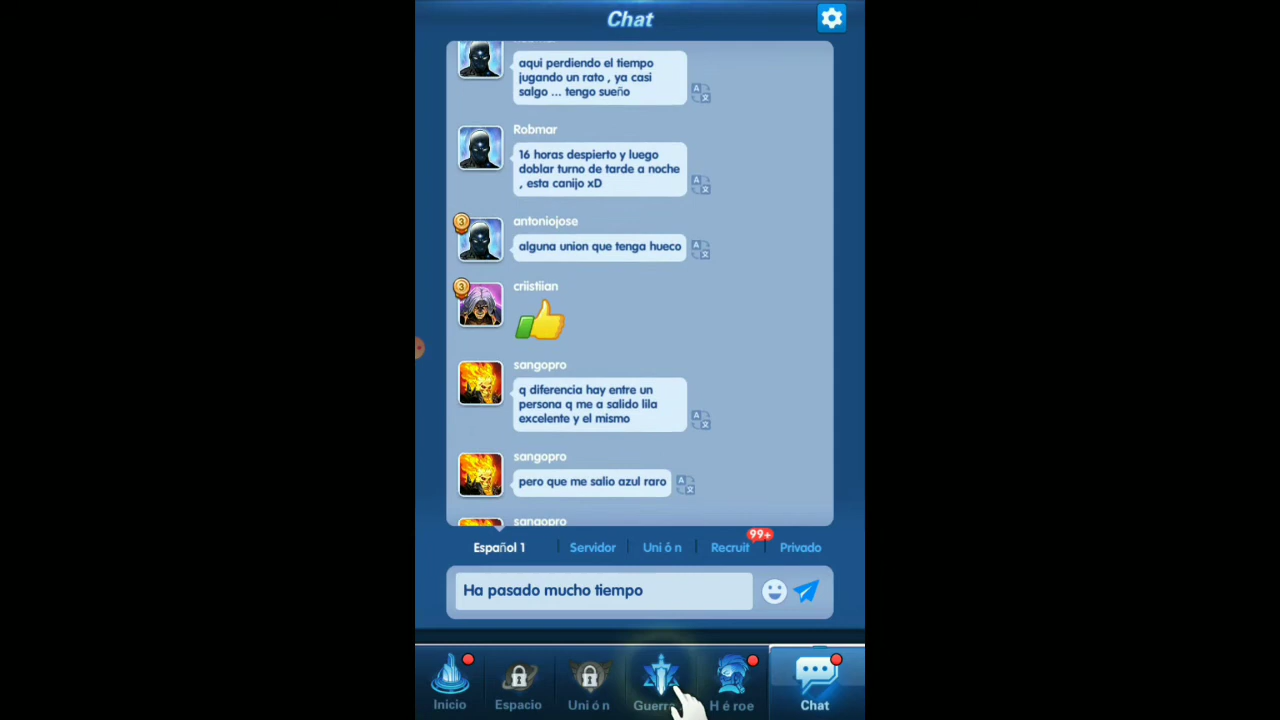 Chat
aqui perdiendo el tiempo
jugando un rato , ya casi
salgo ... tengo sueño
Robmar
16 horas despierto y luego
doblar turno de tarde a noche
, esta canijo xD
3
antoniojose
alguna union que tenga hueco
3
criistiian
sangopro
q diferencia hay entre un
persona q me a salido lila
excelente y el mismo
sangopro
pero que me salio azul raro
sangopro
99+
Español 1
Servidor
Uni ó n
Recruit
Privado
Ha pasado mucho tiempo
Inicio
Espacio
Uni ó n
H é roe
Chat